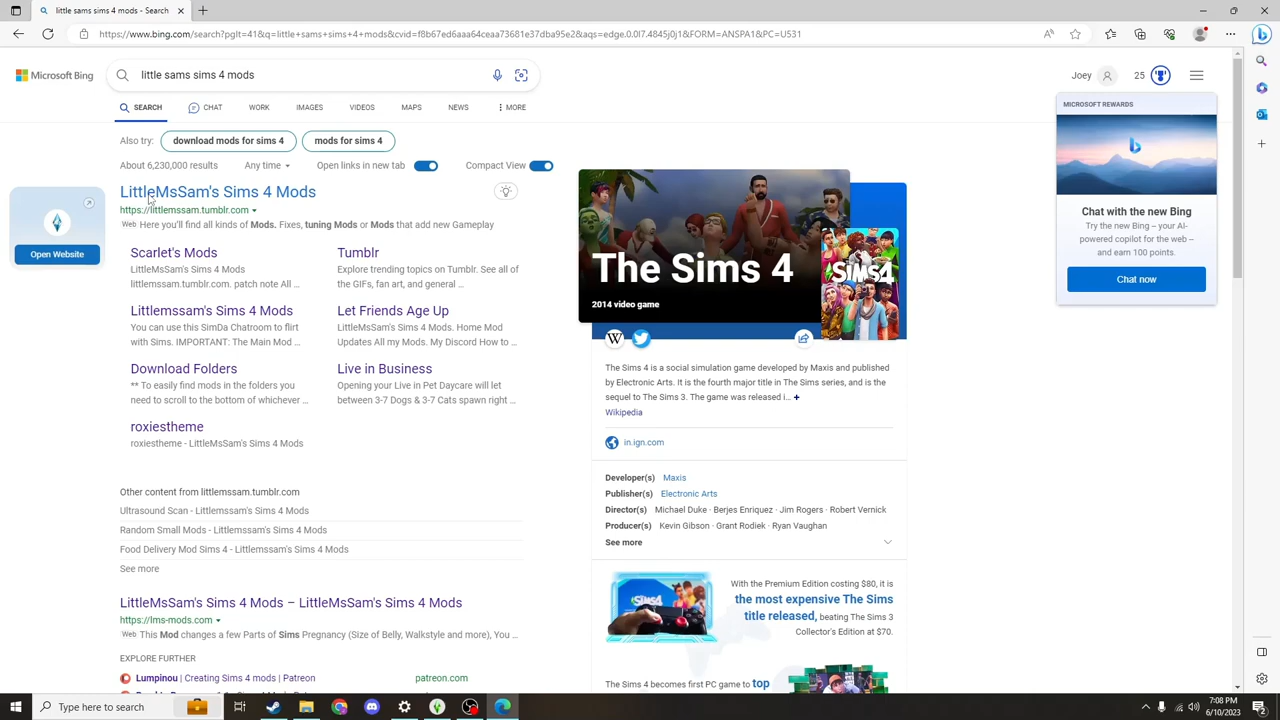 little sams sims 4 mods - Search
https://www.bing.com/search?pglt=41&q=little+sams+sims+4+mods&cvid=f8b67ed6aaa64ceaa73681e37dba95e2&aqs=edge.0.0l7.4845j0j1&FORM=ANSPA1&PC=U531
Microsoft Bing
little sams sims 4 mods
Joey
25
SEARCH
CHAT
WORK
IMAGES
VIDEOS
MAPS
NEWS
MORE
MICROSOFT REWARDS
Also try:
download mods for sims 4
mods for sims 4
About 6,230,000 results
Any time
Open links in new tab
Compact View
LittleMsSam's Sims 4 Mods
https://littlemssam.tumblr.com
Web Here you'll find all kinds of Mods. Fixes, tuning Mods or Mods that add new Gameplay
Open Website
Scarlet's Mods
LittleMsSam's Sims 4 Mods
littlemssam.tumblr.com. patch note All ...
Tumblr
Explore trending topics on Tumblr. See all of
the GIFs, fan art, and general ...
Littlemssam's Sims 4 Mods
You can use this SimDa Chatroom to flirt
with Sims. IMPORTANT: The Main Mod ...
Let Friends Age Up
LittleMsSam's Sims 4 Mods. Home Mod
Updates All my Mods. My Discord How to ...
Download Folders
** To easily find mods in the folders you
need to scroll to the bottom of whichever ...
Live in Business
Opening your Live in Pet Daycare will let
between 3-7 Dogs & 3-7 Cats spawn right ...
roxiestheme
roxiestheme - LittleMsSam's Sims 4 Mods
Other content from littlemssam.tumblr.com
Ultrasound Scan - Littlemssam's Sims 4 Mods
Random Small Mods - Littlemssam's Sims 4 Mods
Food Delivery Mod Sims 4 - Littlemssam's Sims 4 Mods
See more
LittleMsSam's Sims 4 Mods – LittleMsSam's Sims 4 Mods
https://lms-mods.com
Web This Mod changes a few Parts of Sims Pregnancy (Size of Belly, Walkstyle and more), You ...
EXPLORE FURTHER
Lumpinou | Creating Sims 4 mods | Patreon
patreon.com
The Sims 4
2014 video game
SIMS4
W
The Sims 4 is a social simulation game developed by Maxis and published
by Electronic Arts. It is the fourth major title in The Sims series, and is the
sequel to The Sims 3. The game was released i... +
Wikipedia
in.ign.com
Developer(s) Maxis
Publisher(s) Electronic Arts
Director(s) Michael Duke · Berjes Enriquez · Jim Rogers · Robert Vernick
Producer(s) Kevin Gibson · Grant Rodiek · Ryan Vaughan
See more
With the Premium Edition costing $80, it is
the most expensive The Sims
title released, beating The Sims 3
Collector's Edition at $70.
The Sims 4 becomes first PC game to top
Chat with the new Bing
Try the new Bing – your AI-
powered copilot for the web –
and earn 100 points.
Chat now
Type here to search
7:08 PM
6/10/2023
2